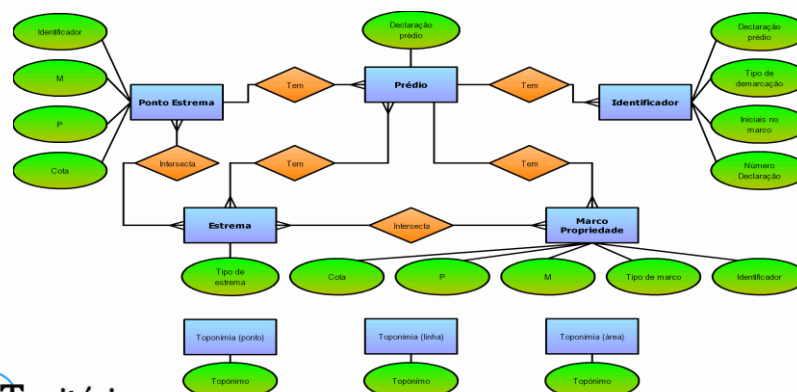 Identificador
M
P
Cota
Ponto Estrema
Tem
Declaração
prédio
Prédio
Tem
Identificador
Declaração
prédio
Tipo de
demarcação
Iniciais no
marco
Número
Declaração
Intersecta
Tem
Tem
Estrema
Intersecta
Marco
Propriedade
Tipo de
estrema
Cota
P
M
Tipo de marco
Identificador
Toponímia (ponto)
Toponímia (linha)
Toponímia (área)
Topónimo
Topónimo
Topónimo